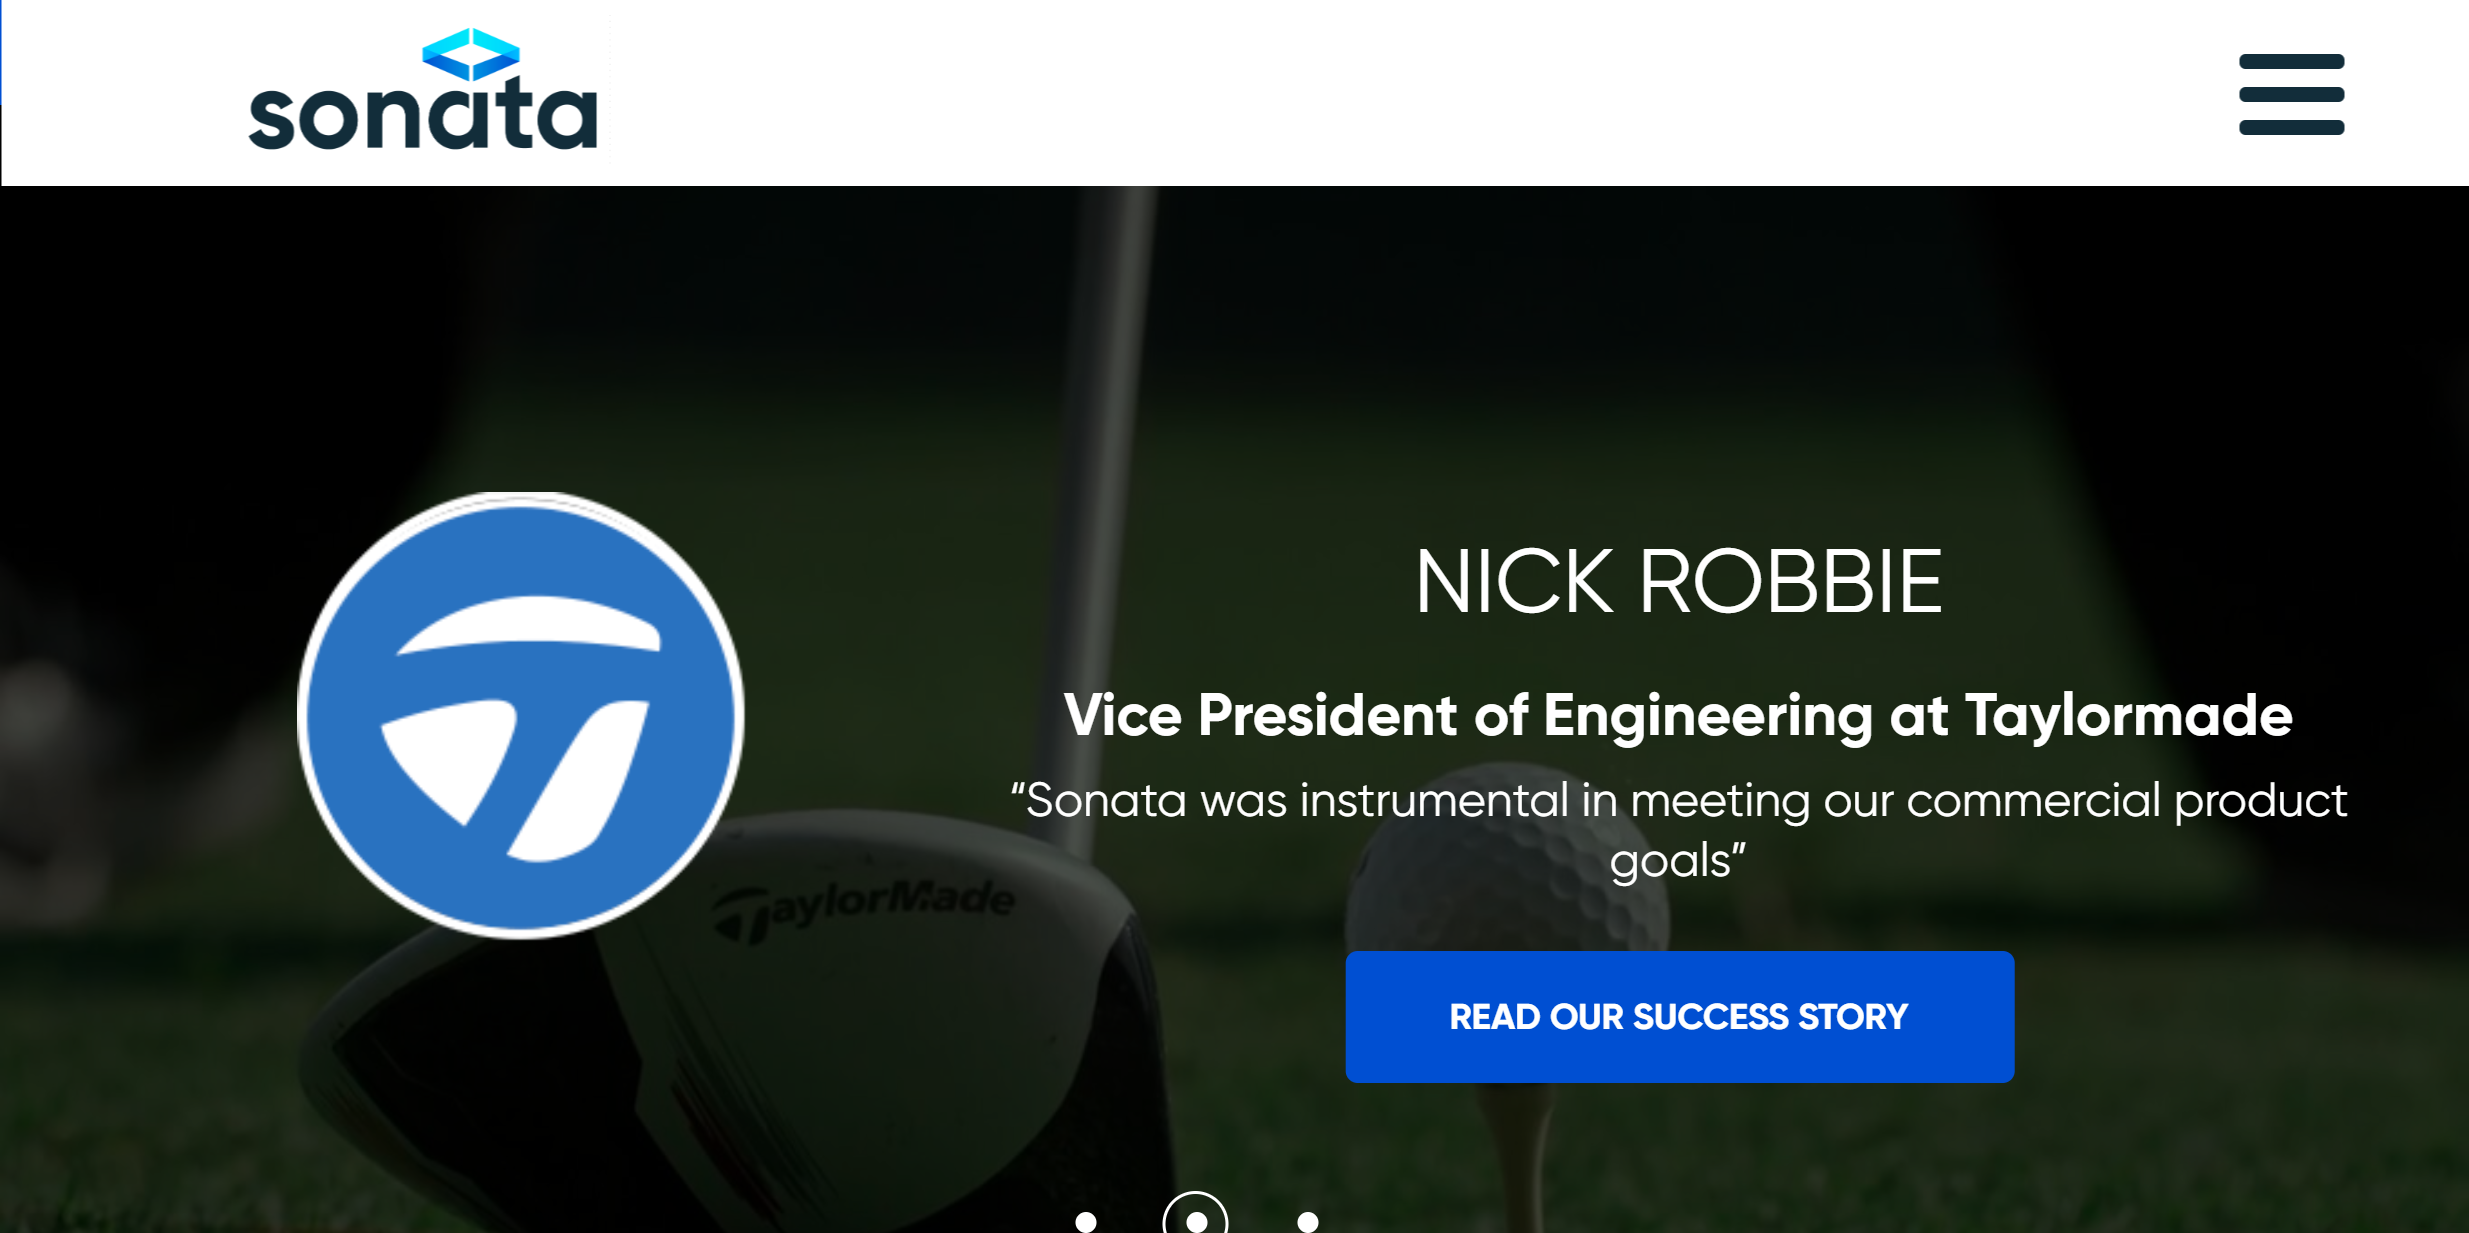 sonata
NICK ROBBIE
Vice President of Engineering at Taylormade
“Sonata was instrumental in meeting our commercial product
goals”
TaylorMade
READ OUR SUCCESS STORY